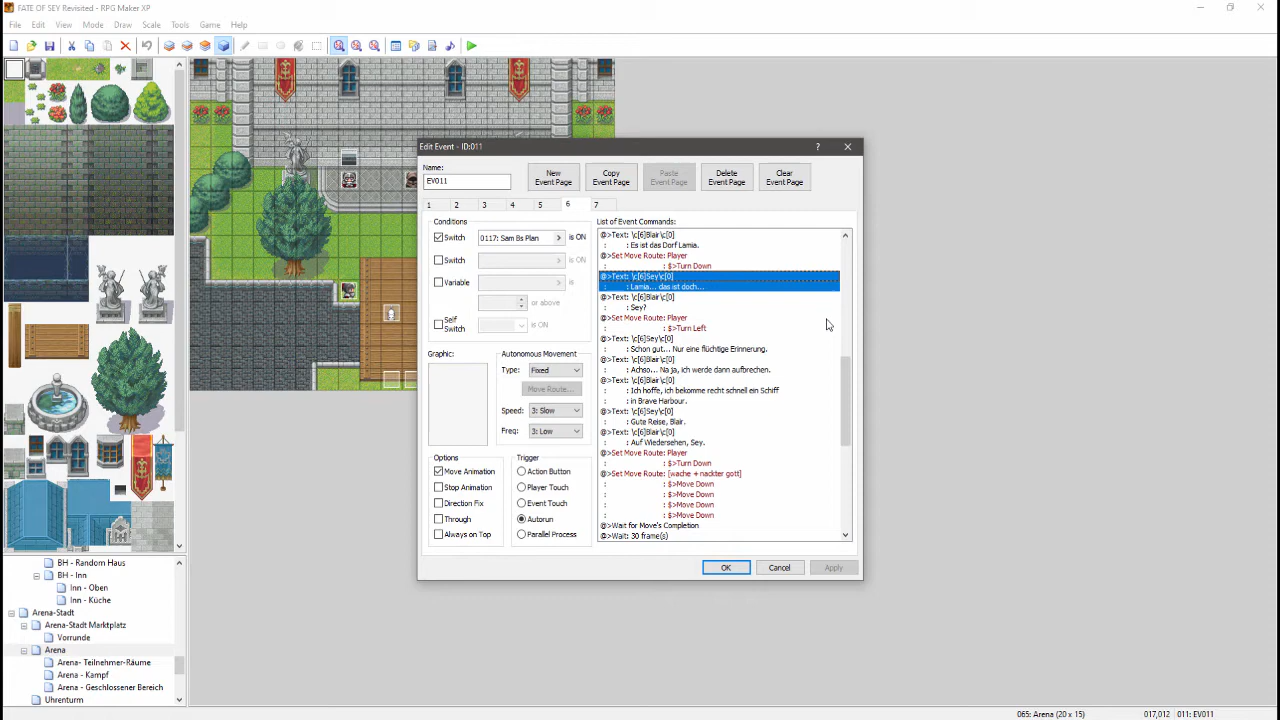 FATE OF SEY Revisited - RPG Maker XP
File Edit View Mode Draw Scale Tools Game Help
Edit Event - ID:011
Name:
EV011
New Event Page
Copy Event Page
Paste Event Page
Delete Event Page
Clear Event Page
1 2 3 4 5 6 7
Conditions
Switch 0117: Sam Bs Plan is ON
Switch is ON
Variable is
or above
Self Switch is ON
Graphic:
Autonomous Movement
Type: Fixed
Move Route...
Speed: 3: Slow
Freq: 3: Low
Options
Move Animation
Stop Animation
Direction Fix
Through
Always on Top
Trigger
Action Button
Player Touch
Event Touch
Autorun
Parallel Process
List of Event Commands:
@>Text: \c[6]Blair\c[0]
: : Es ist das Dorf Lamia.
@>Set Move Route: Player
: : $>Turn Down
@>Text: \c[6]Sey\c[0]
: : Lamia... das ist doch...
@>Text: \c[6]Blair\c[0]
: : Sey?
@>Set Move Route: Player
: : $>Turn Left
@>Text: \c[6]Sey\c[0]
: : Schon gut... Nur eine flüchtige Erinnerung.
@>Text: \c[6]Blair\c[0]
: : Achso... Na ja, ich werde dann aufbrechen.
@>Text: \c[6]Blair\c[0]
: : Ich hoffe, ich bekomme recht schnell ein Schiff
: : in Brave Harbour.
@>Text: \c[6]Sey\c[0]
: : Gute Reise, Blair.
@>Text: \c[6]Blair\c[0]
: : Auf Wiedersehen, Sey.
@>Set Move Route: Player
: : $>Turn Down
@>Set Move Route: [wache + nackter gott]
: : $>Move Down
: : $>Move Down
: : $>Move Down
: : $>Move Down
@>Wait for Move's Completion
@>Wait: 30 frame(s)
OK Cancel Apply
BH - Random Haus
BH - Inn
Inn - Oben
Inn - Küche
Arena-Stadt
Arena-Stadt Marktplatz
Vorrunde
Arena
Arena- Teilnehmer-Räume
Arena - Kampf
Arena - Geschlossener Bereich
Uhrenturm
065: Arena (20 x 15) 017,012 011: EV011